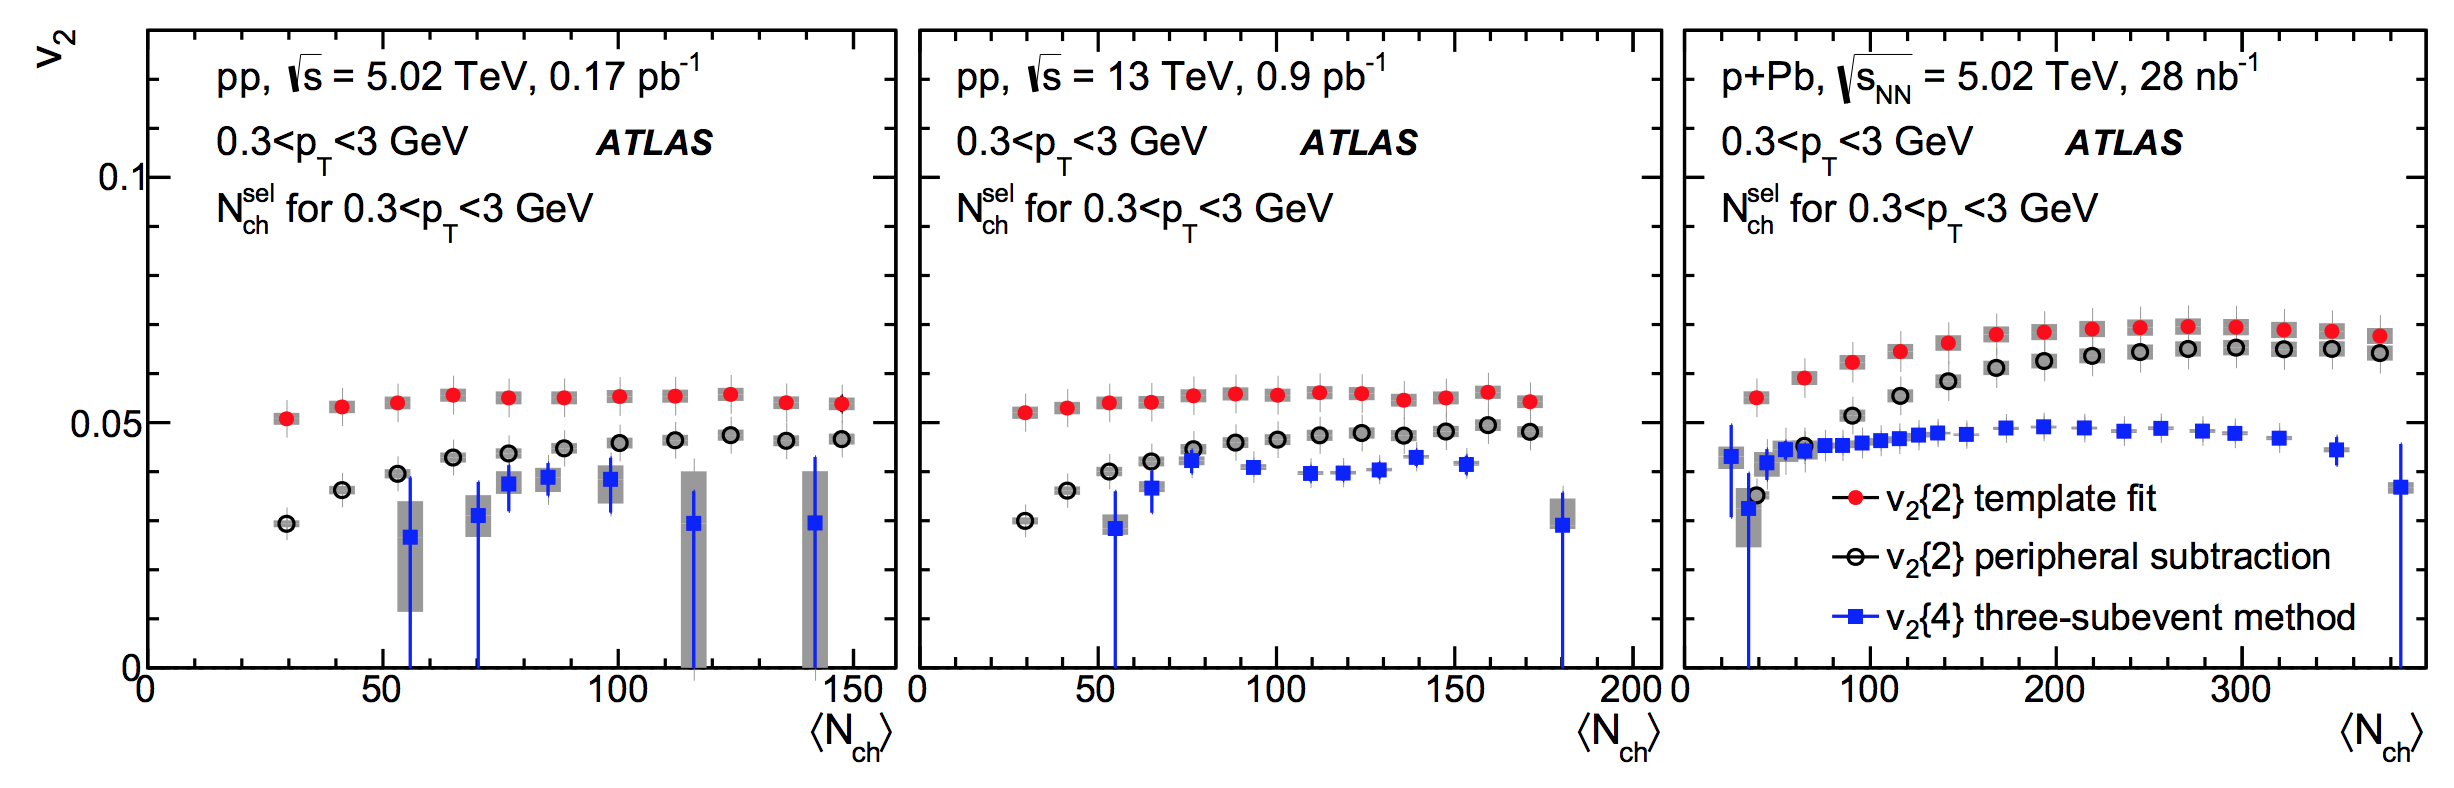 v2
pp, √s = 5.02 TeV, 0.17 pb-1
0.3<pT<3 GeV ATLAS
Nchsel for 0.3<pT<3 GeV
0.1
0.05
0
0 50 100 150
⟨Nch⟩
pp, √s = 13 TeV, 0.9 pb-1
0.3<pT<3 GeV ATLAS
Nchsel for 0.3<pT<3 GeV
50 100 150 200
⟨Nch⟩
p+Pb, √sNN = 5.02 TeV, 28 nb-1
0.3<pT<3 GeV ATLAS
Nchsel for 0.3<pT<3 GeV
v2{2} template fit
v2{2} peripheral subtraction
v2{4} three-subevent method
0 100 200 300
⟨Nch⟩